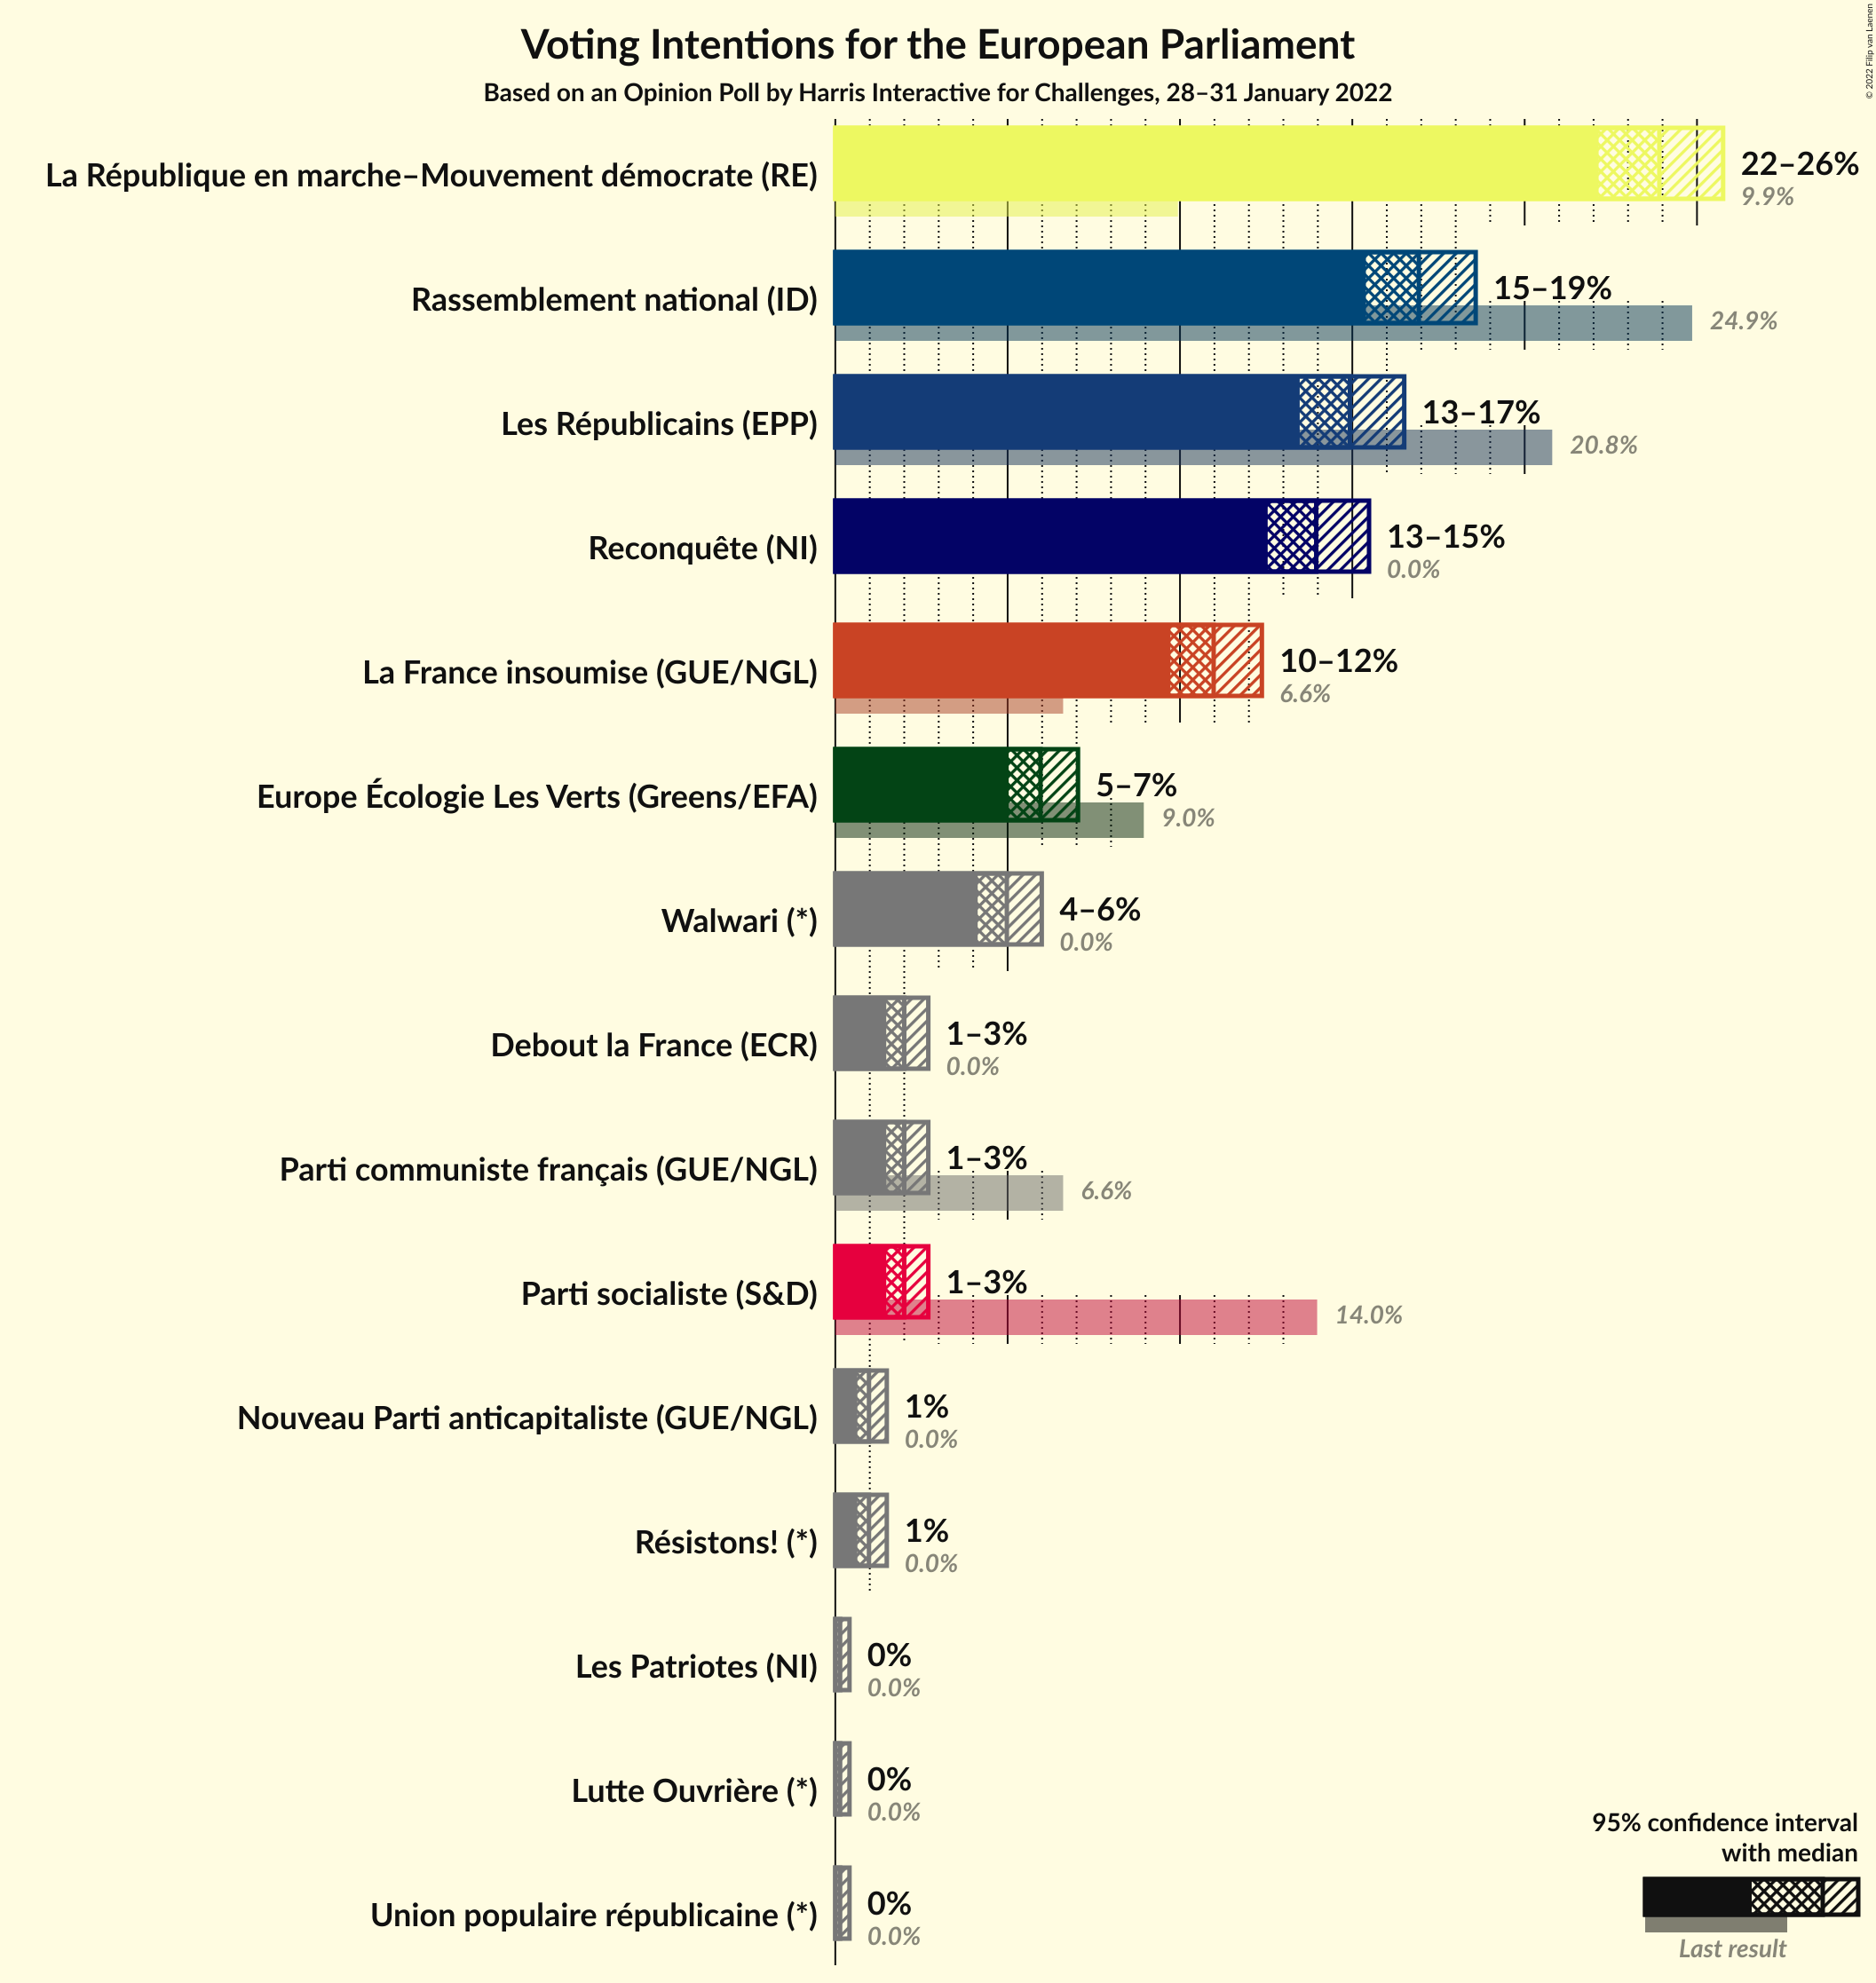 Voting Intentions for the European Parliament
Based on an Opinion Poll by Harris Interactive for Challenges, 28–31 January 2022
© 2022 Filip van Laenen
La République en marche–Mouvement démocrate (RE)
22–26%
9.9%
Rassemblement national (ID)
15–19%
24.9%
Les Républicains (EPP)
13–17%
20.8%
Reconquête (NI)
13–15%
0.0%
La France insoumise (GUE/NGL)
10–12%
6.6%
Europe Écologie Les Verts (Greens/EFA)
5–7%
9.0%
Walwari (*)
4–6%
0.0%
Debout la France (ECR)
1–3%
0.0%
Parti communiste français (GUE/NGL)
1–3%
6.6%
Parti socialiste (S&D)
1–3%
14.0%
Nouveau Parti anticapitaliste (GUE/NGL)
1%
0.0%
Résistons! (*)
1%
0.0%
Les Patriotes (NI)
0%
0.0%
Lutte Ouvrière (*)
0%
0.0%
Union populaire républicaine (*)
0%
0.0%
95% confidence interval
with median
Last result